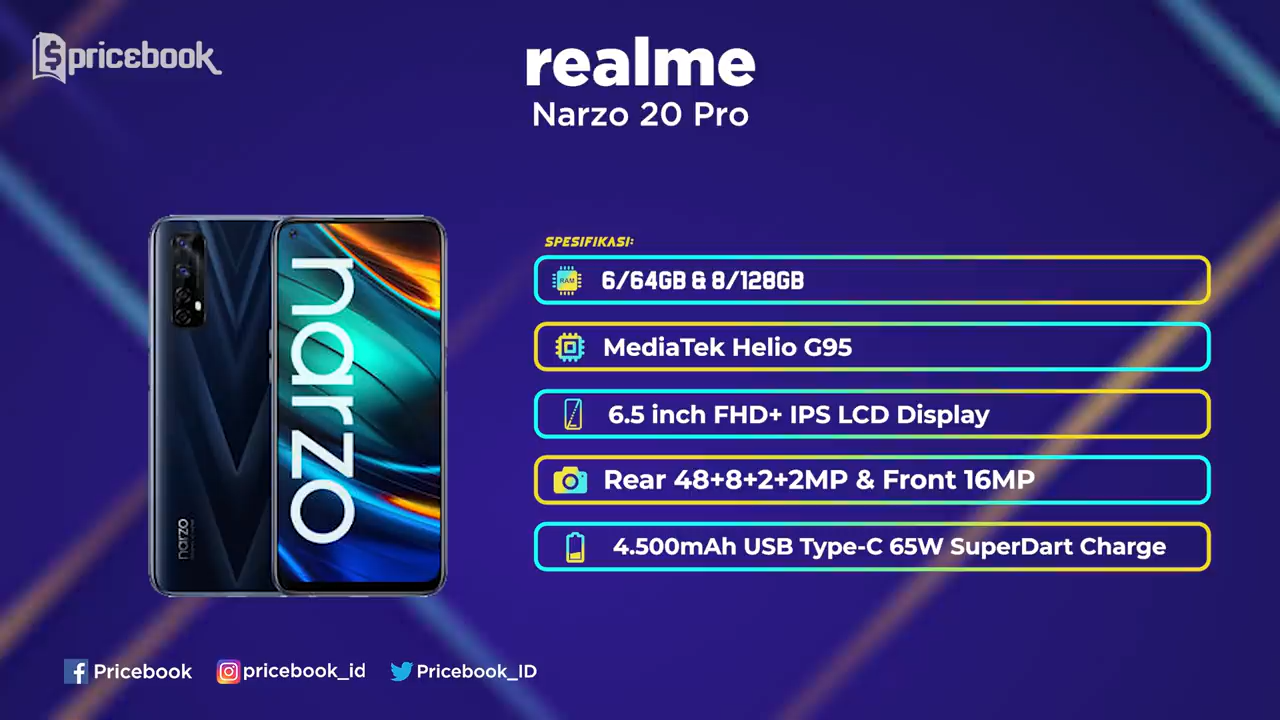 pricebook
realme
Narzo 20 Pro
narzo
narzo
SPESIFIKASI:
RAM
6/64GB & 8/128GB
MediaTek Helio G95
6.5 inch FHD+ IPS LCD Display
Rear 48+8+2+2MP & Front 16MP
4.500mAh USB Type-C 65W SuperDart Charge
Pricebook
pricebook_id
Pricebook_ID